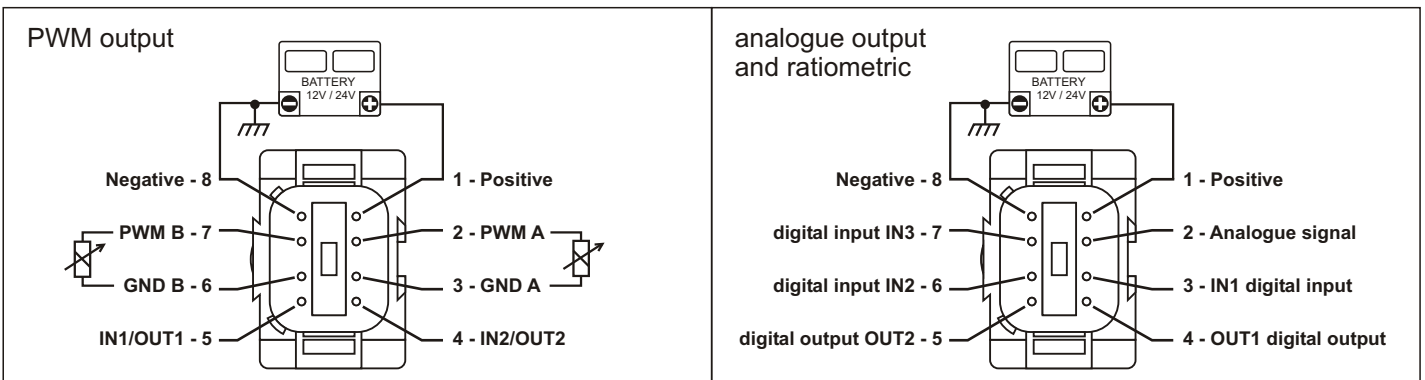 PWM output
BATTERY
12V / 24V
Negative - 8
1 - Positive
PWM B - 7
2 - PWM A
GND B - 6
3 - GND A
IN1/OUT1 - 5
4 - IN2/OUT2
analogue output
and ratiometric
BATTERY
12V / 24V
Negative - 8
1 - Positive
digital input IN3 - 7
2 - Analogue signal
digital input IN2 - 6
3 - IN1 digital input
digital output OUT2 - 5
4 - OUT1 digital output